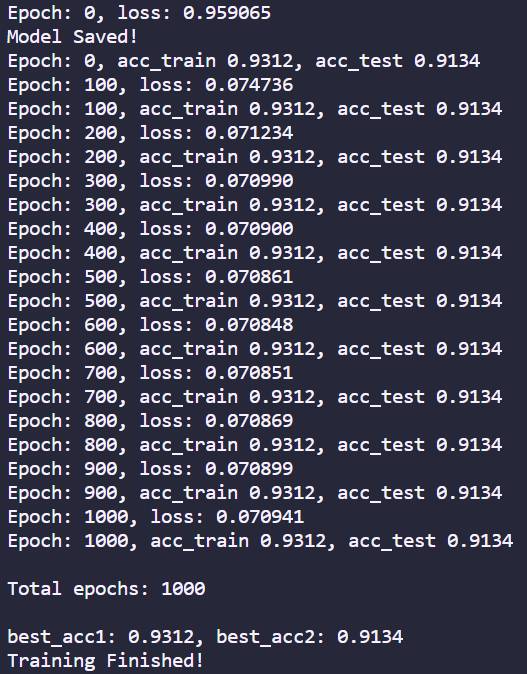 Epoch: 0, loss: 0.959065
Model Saved!
Epoch: 0, acc_train 0.9312, acc_test 0.9134
Epoch: 100, loss: 0.074736
Epoch: 100, acc_train 0.9312, acc_test 0.9134
Epoch: 200, loss: 0.071234
Epoch: 200, acc_train 0.9312, acc_test 0.9134
Epoch: 300, loss: 0.070990
Epoch: 300, acc_train 0.9312, acc_test 0.9134
Epoch: 400, loss: 0.070900
Epoch: 400, acc_train 0.9312, acc_test 0.9134
Epoch: 500, loss: 0.070861
Epoch: 500, acc_train 0.9312, acc_test 0.9134
Epoch: 600, loss: 0.070848
Epoch: 600, acc_train 0.9312, acc_test 0.9134
Epoch: 700, loss: 0.070851
Epoch: 700, acc_train 0.9312, acc_test 0.9134
Epoch: 800, loss: 0.070869
Epoch: 800, acc_train 0.9312, acc_test 0.9134
Epoch: 900, loss: 0.070899
Epoch: 900, acc_train 0.9312, acc_test 0.9134
Epoch: 1000, loss: 0.070941
Epoch: 1000, acc_train 0.9312, acc_test 0.9134
Total epochs: 1000
best_acc1: 0.9312, best_acc2: 0.9134
Training Finished!